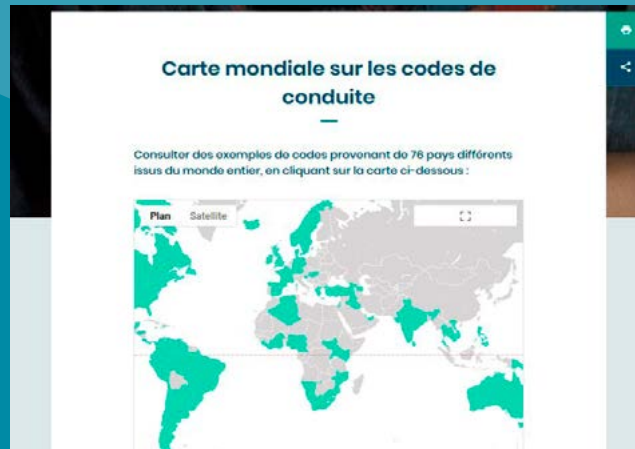 Carte mondiale sur les codes de
conduite
Consulter des exemples de codes provenant de 76 pays différents
issus du monde entier, en cliquant sur la carte ci-dessous :
Plan Satellite